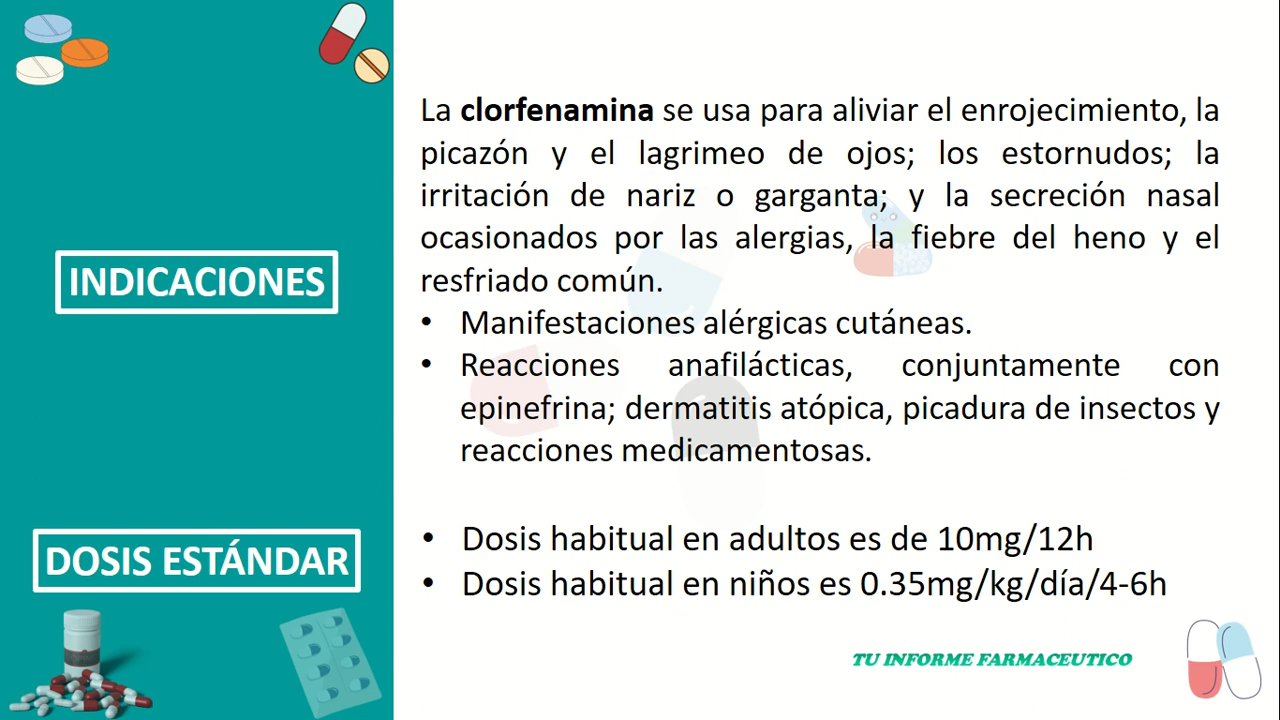 La clorfenamina se usa para aliviar el enrojecimiento, la
picazón y el lagrimeo de ojos; los estornudos; la
irritación de nariz o garganta; y la secreción nasal
ocasionados por las alergias, la fiebre del heno y el
resfriado común.
• Manifestaciones alérgicas cutáneas.
• Reacciones anafilácticas, conjuntamente con
epinefrina; dermatitis atópica, picadura de insectos y
reacciones medicamentosas.
INDICACIONES
DOSIS ESTÁNDAR
• Dosis habitual en adultos es de 10mg/12h
• Dosis habitual en niños es 0.35mg/kg/día/4-6h
TU INFORME FARMACEUTICO